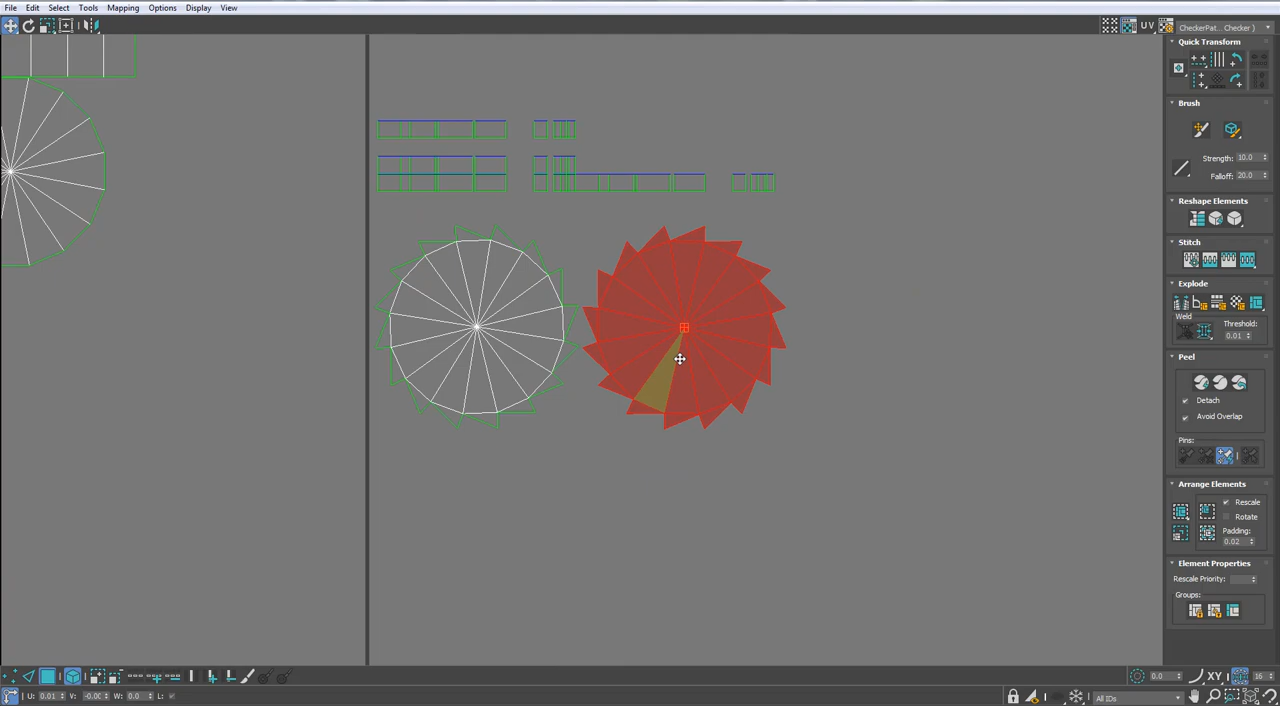 File Edit Select Tools Mapping Options Display View
UV CheckerPat... Checker )
Quick Transform
Brush
Strength: 10.0
Falloff: 20.0
Reshape Elements
Stitch
Explode
Weld
Threshold:
0.01
Peel
Detach
Avoid Overlap
Pins:
Arrange Elements
Rescale
Rotate
Padding:
0.02
Element Properties
Rescale Priority:
Groups:
0.0 XY 16
U: 0.01 V: -0.00 W: 0.0 L: All IDs